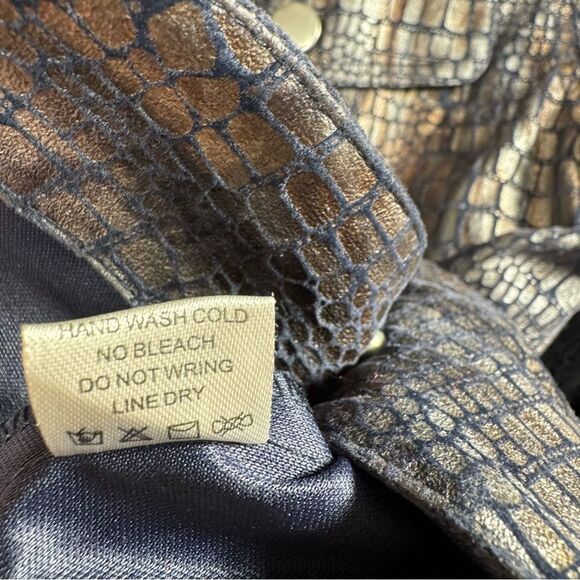 HAND WASH COLD
NO BLEACH
DO NOT WRING
LINE DRY